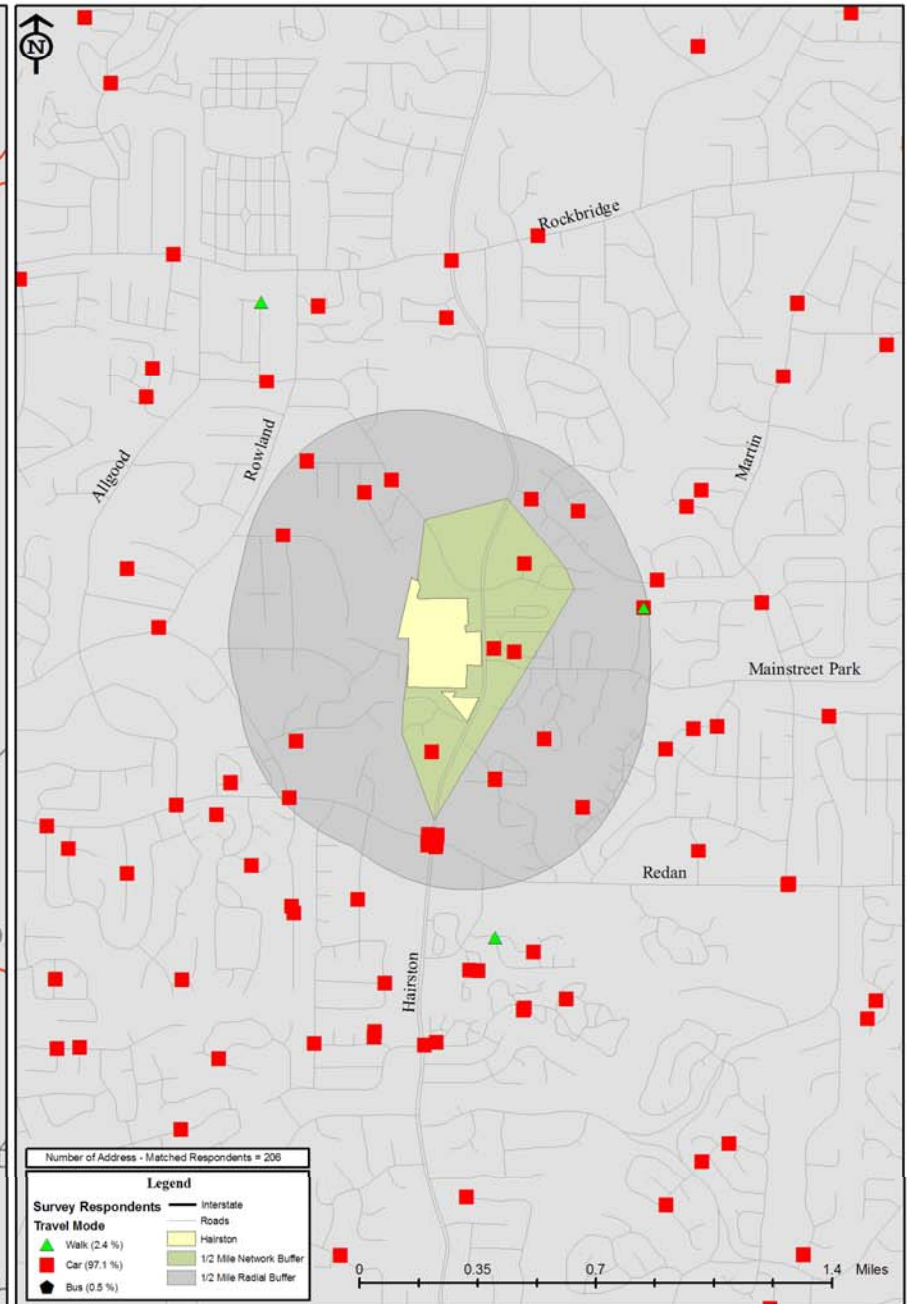 N
Rockbridge
Allgood
Rowland
Martin
Mainstreet Park
Redan
Hairston
Number of Address - Matched Respondents = 206
Legend
Survey Respondents
Travel Mode
Walk (2.4 %)
Car (97.1 %)
Bus (0.5 %)
Interstate
Roads
Hairston
1/2 Mile Network Buffer
1/2 Mile Radial Buffer
0 0.35 0.7 1.4 Miles